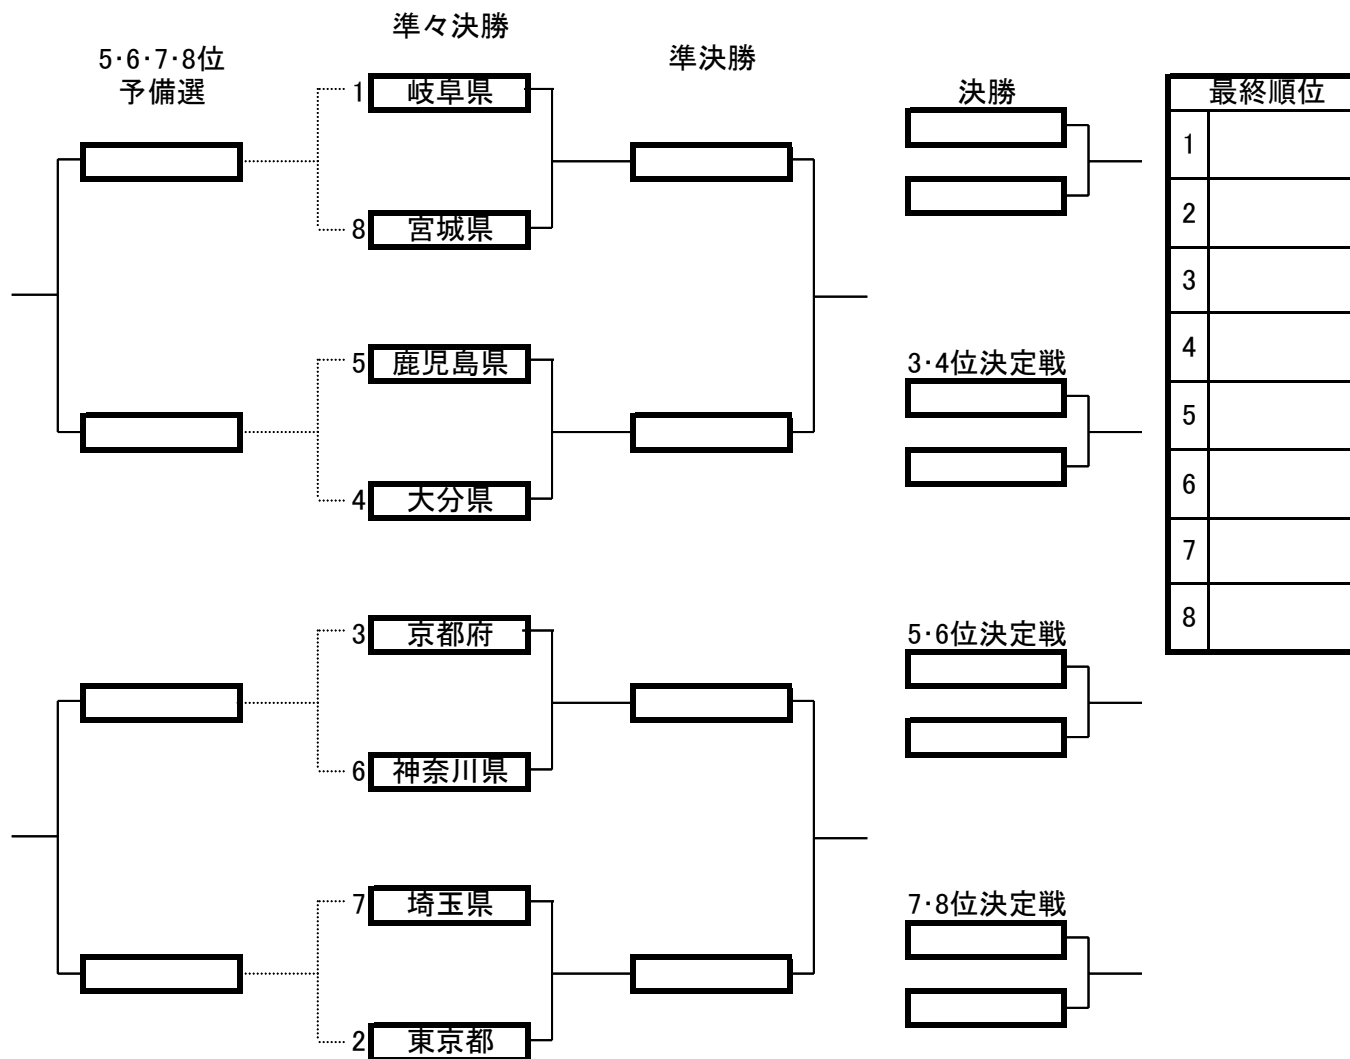 準々決勝
5・6・7・8位
予備選
準決勝
決勝
最終順位
1 岐阜県
8 宮城県
5 鹿児島県
4 大分県
3 京都府
6 神奈川県
7 埼玉県
2 東京都
3・4位決定戦
5・6位決定戦
7・8位決定戦
1
2
3
4
5
6
7
8